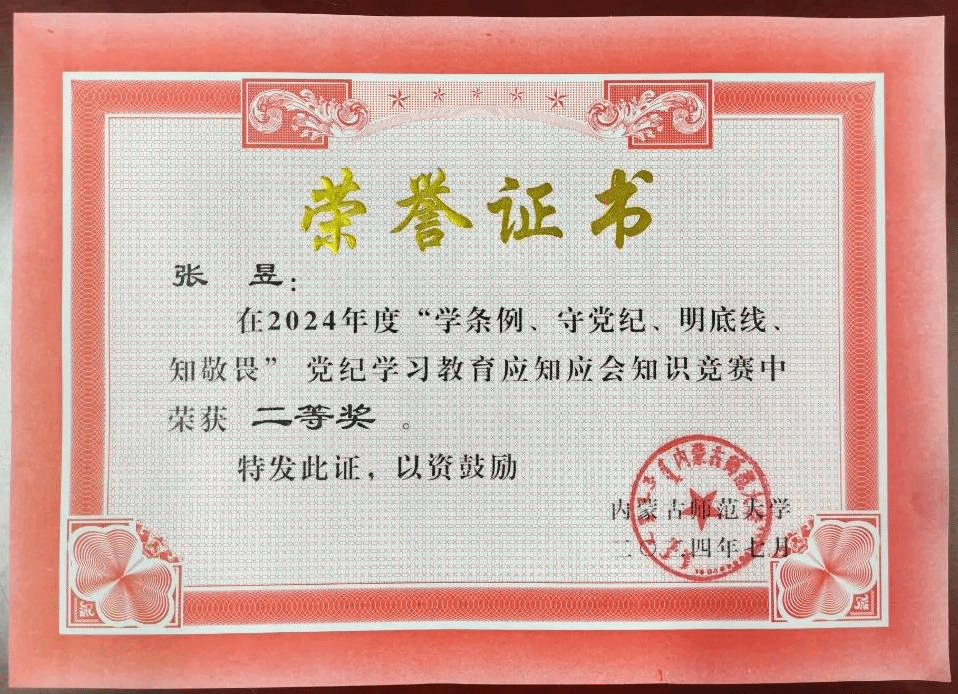 荣誉证书
张 昱：
在2024年度“学条例、守党纪、明底线、
知敬畏”党纪学习教育应知应会知识竞赛中
荣获 二等奖 。
特发此证，以资鼓励
内蒙古师范大学
二〇二四年七月